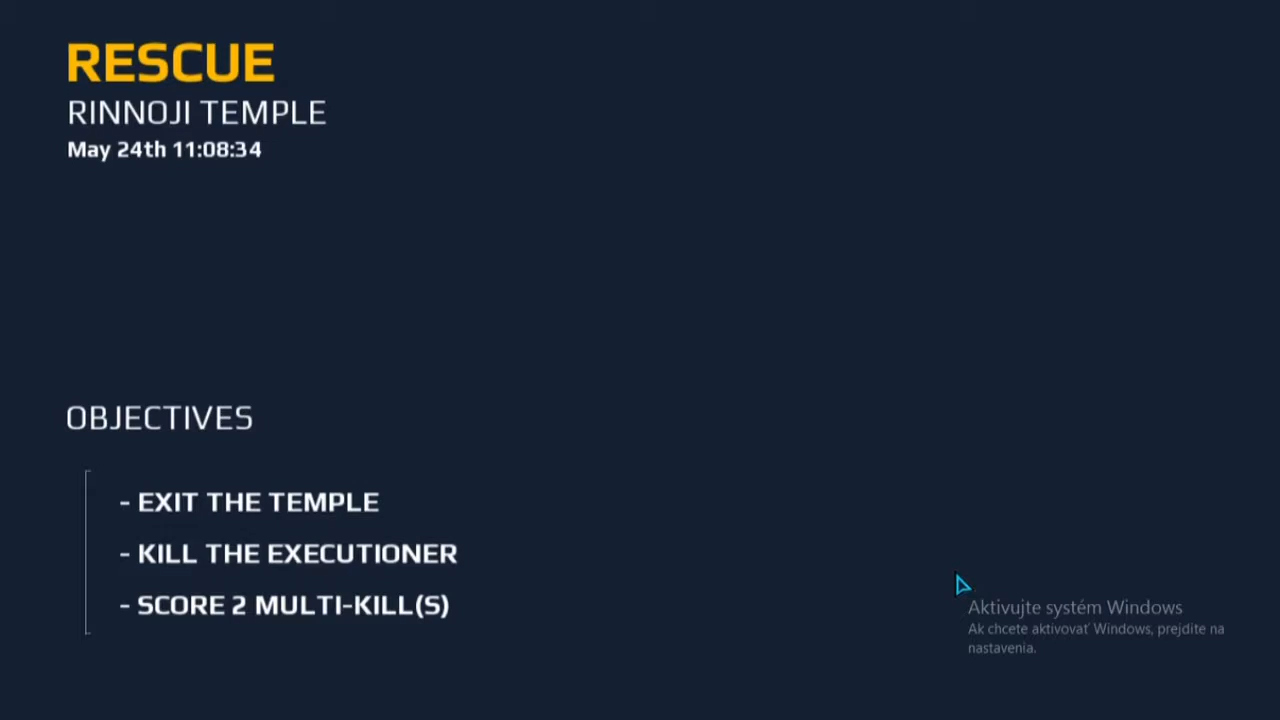 RESCUE
RINNOJI TEMPLE
May 24th 11:08:34
OBJECTIVES
- EXIT THE TEMPLE
- KILL THE EXECUTIONER
- SCORE 2 MULTI-KILL(S)
Aktivujte systém Windows
Ak chcete aktivovať Windows, prejdite na
nastavenia.